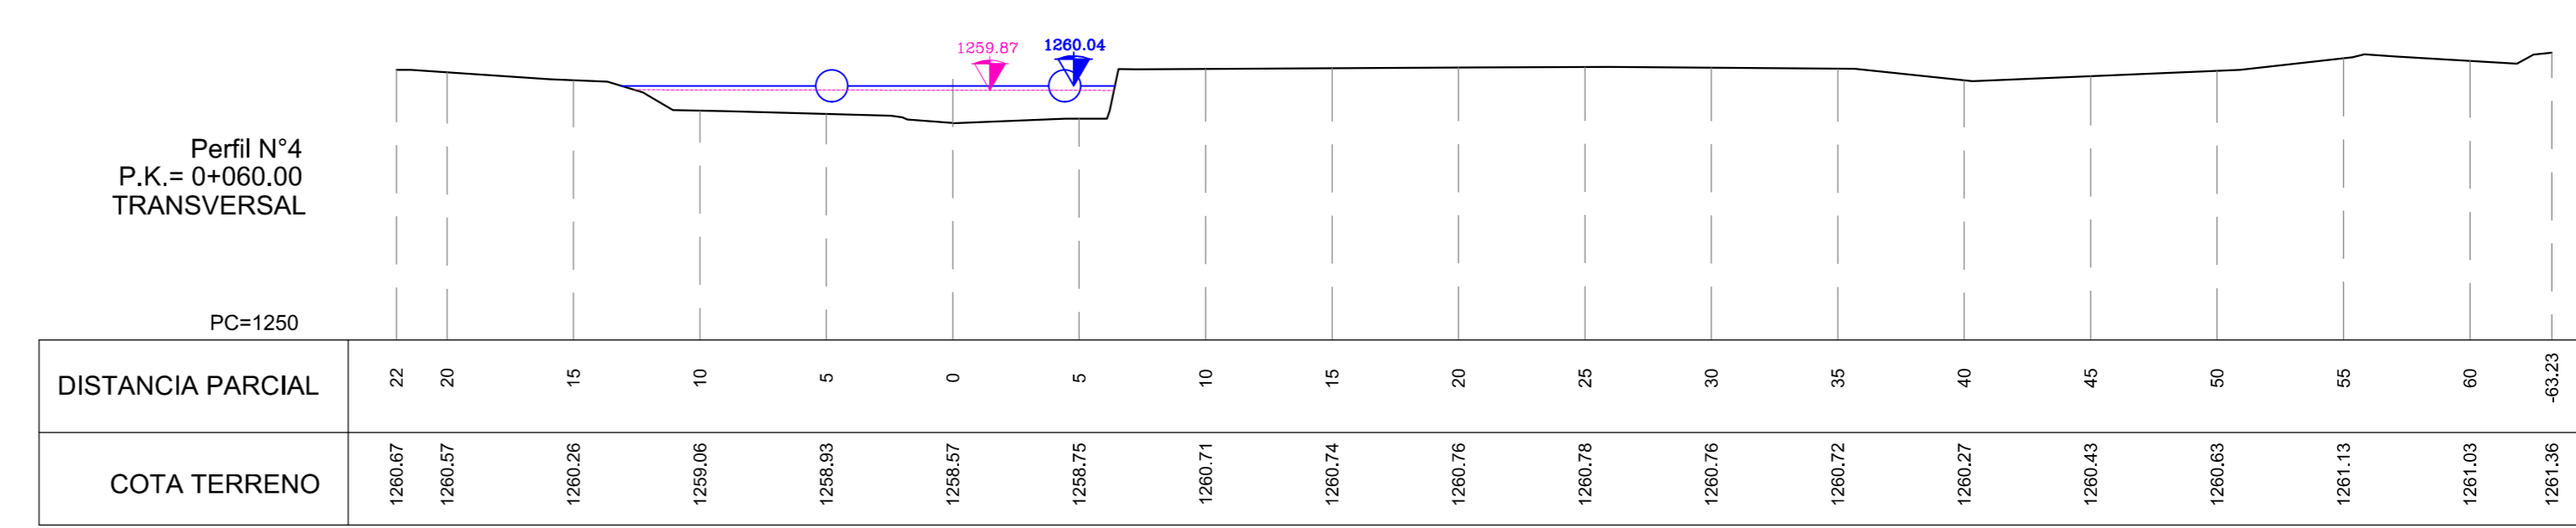 1259.87 1260.04
Perfil N°4
P.K.= 0+060.00
TRANSVERSAL
PC=1250
DISTANCIA PARCIAL 22 20 15 10 5 0 5 10 15 20 25 30 35 40 45 50 55 60 -63.23
COTA TERRENO 1260.67 1260.57 1260.26 1259.06 1258.93 1258.57 1258.75 1260.71 1260.74 1260.76 1260.78 1260.76 1260.72 1260.27 1260.43 1260.63 1261.13 1261.03 1261.36